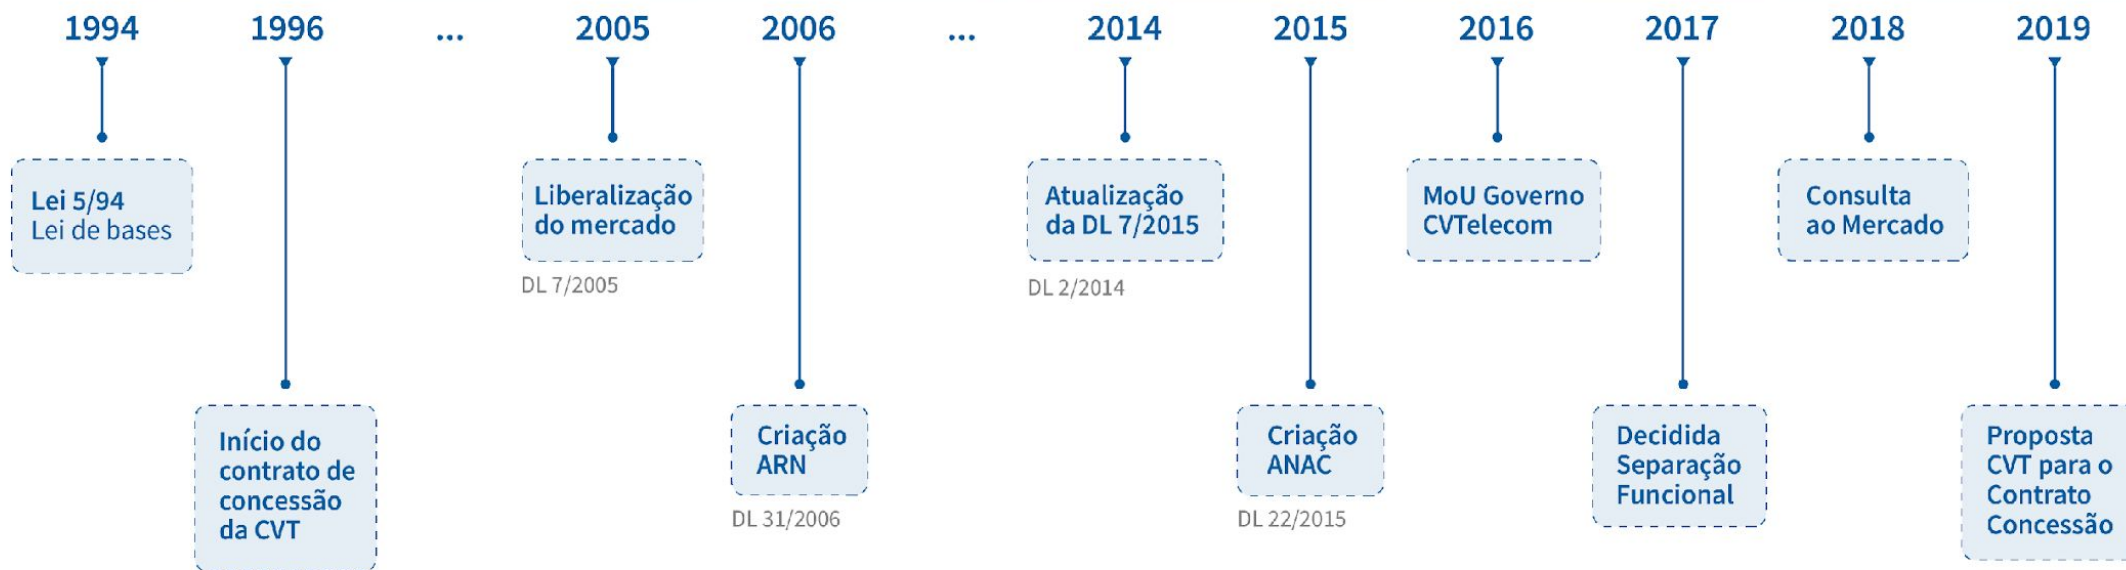 1994
1996
...
2005
2006
...
2014
2015
2016
2017
2018
2019
Lei 5/94
Lei de bases
Liberalização
do mercado
DL 7/2005
Atualização
da DL 7/2015
DL 2/2014
MoU Governo
CVTelecom
Consulta
ao Mercado
Início do
contrato de
concessão
da CVT
Criação
ARN
DL 31/2006
Criação
ANAC
DL 22/2015
Decidida
Separação
Funcional
Proposta
CVT para o
Contrato
Concessão